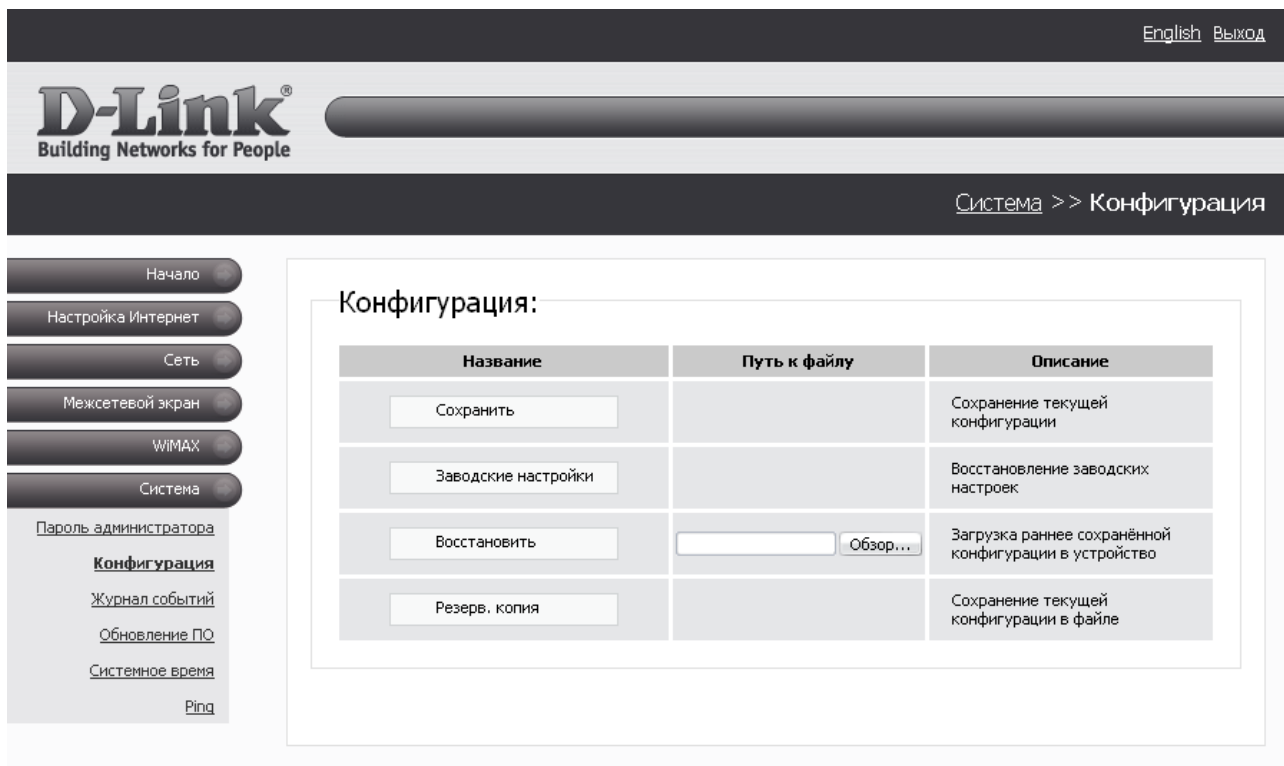 English Выход
D-Link®
Building Networks for People
Система >> Конфигурация
Начало
Настройка Интернет
Сеть
Межсетевой экран
WiMAX
Система
Пароль администратора
Конфигурация
Журнал событий
Обновление ПО
Системное время
Ping
Конфигурация:
Название Путь к файлу Описание
Сохранить Сохранение текущей
конфигурации
Заводские настройки Восстановление заводских
настроек
Восстановить Обзор... Загрузка раннее сохранённой
конфигурации в устройство
Резерв. копия Сохранение текущей
конфигурации в файле